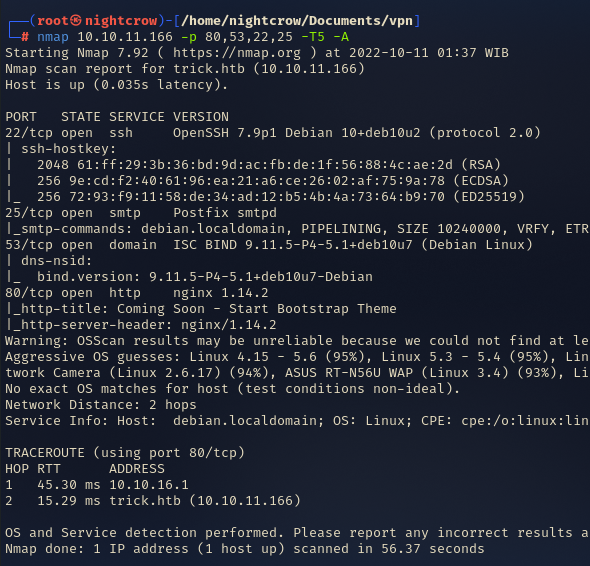 ┌──(root㉿nightcrow)-[/home/nightcrow/Documents/vpn]
└─# nmap 10.10.11.166 -p 80,53,22,25 -T5 -A
Starting Nmap 7.92 ( https://nmap.org ) at 2022-10-11 01:37 WIB
Nmap scan report for trick.htb (10.10.11.166)
Host is up (0.035s latency).

PORT   STATE SERVICE VERSION
22/tcp open  ssh     OpenSSH 7.9p1 Debian 10+deb10u2 (protocol 2.0)
| ssh-hostkey:
|   2048 61:ff:29:3b:36:bd:9d:ac:fb:de:1f:56:88:4c:ae:2d (RSA)
|   256 9e:cd:f2:40:61:96:ea:21:a6:ce:26:02:af:75:9a:78 (ECDSA)
|_  256 72:93:f9:11:58:de:34:ad:12:b5:4b:4a:73:64:b9:70 (ED25519)
25/tcp open  smtp    Postfix smtpd
|_smtp-commands: debian.localdomain, PIPELINING, SIZE 10240000, VRFY, ETR
53/tcp open  domain  ISC BIND 9.11.5-P4-5.1+deb10u7 (Debian Linux)
| dns-nsid:
|_  bind.version: 9.11.5-P4-5.1+deb10u7-Debian
80/tcp open  http    nginx 1.14.2
|_http-title: Coming Soon - Start Bootstrap Theme
|_http-server-header: nginx/1.14.2
Warning: OSScan results may be unreliable because we could not find at le
Aggressive OS guesses: Linux 4.15 - 5.6 (95%), Linux 5.3 - 5.4 (95%), Lin
twork Camera (Linux 2.6.17) (94%), ASUS RT-N56U WAP (Linux 3.4) (93%), Li
No exact OS matches for host (test conditions non-ideal).
Network Distance: 2 hops
Service Info: Host:  debian.localdomain; OS: Linux; CPE: cpe:/o:linux:lin

TRACEROUTE (using port 80/tcp)
HOP RTT      ADDRESS
1   45.30 ms 10.10.16.1
2   15.29 ms trick.htb (10.10.11.166)

OS and Service detection performed. Please report any incorrect results a
Nmap done: 1 IP address (1 host up) scanned in 56.37 seconds